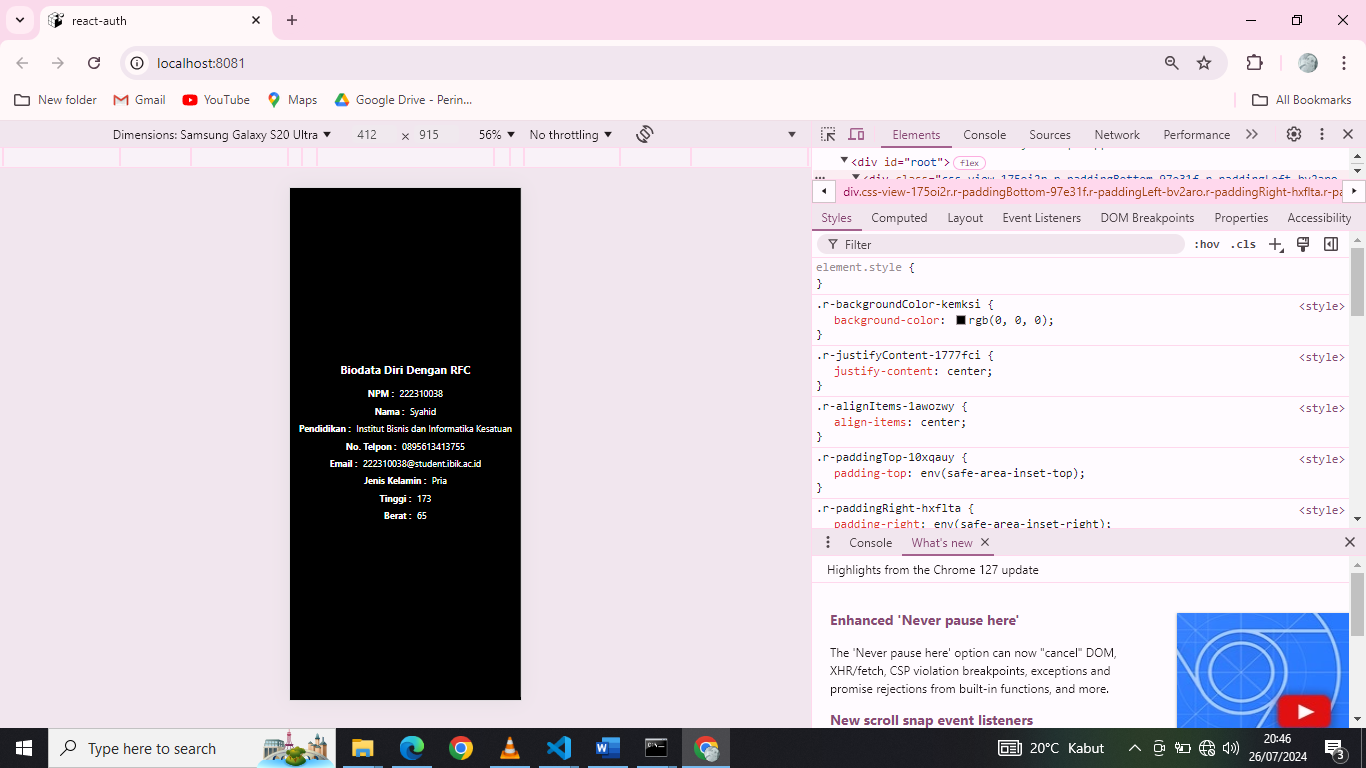 react-auth
localhost:8081
New folder
Gmail
YouTube
Maps
Google Drive - Perin...
All Bookmarks
Dimensions: Samsung Galaxy S20 Ultra
412 × 915
56%
No throttling
Elements
Console
Sources
Network
Performance
<div id="root"> flex
<div class="css-view-175oi2r r-paddingBottom-97e31f r-paddingLeft-bv2aro
div.css-view-175oi2r.r-paddingBottom-97e31f.r-paddingLeft-bv2aro.r-paddingRight-hxflta.r-pa
Styles
Computed
Layout
Event Listeners
DOM Breakpoints
Properties
Accessibility
Filter
:hov .cls
element.style {
}
.r-backgroundColor-kemksi { <style>
background-color: rgb(0, 0, 0);
}
.r-justifyContent-1777fci { <style>
justify-content: center;
}
.r-alignItems-1awozwy { <style>
align-items: center;
}
.r-paddingTop-10xqauy { <style>
padding-top: env(safe-area-inset-top);
}
.r-paddingRight-hxflta { <style>
padding-right: env(safe-area-inset-right);
Biodata Diri Dengan RFC
NPM : 222310038
Nama : Syahid
Pendidikan : Institut Bisnis dan Informatika Kesatuan
No. Telpon : 0895613413755
Email : 222310038@student.ibik.ac.id
Jenis Kelamin : Pria
Tinggi : 173
Berat : 65
Console
What's new
Highlights from the Chrome 127 update
Enhanced 'Never pause here'
The 'Never pause here' option can now "cancel" DOM,
XHR/fetch, CSP violation breakpoints, exceptions and
promise rejections from built-in functions, and more.
New scroll snap event listeners
Type here to search
20°C Kabut
20:46
26/07/2024
3